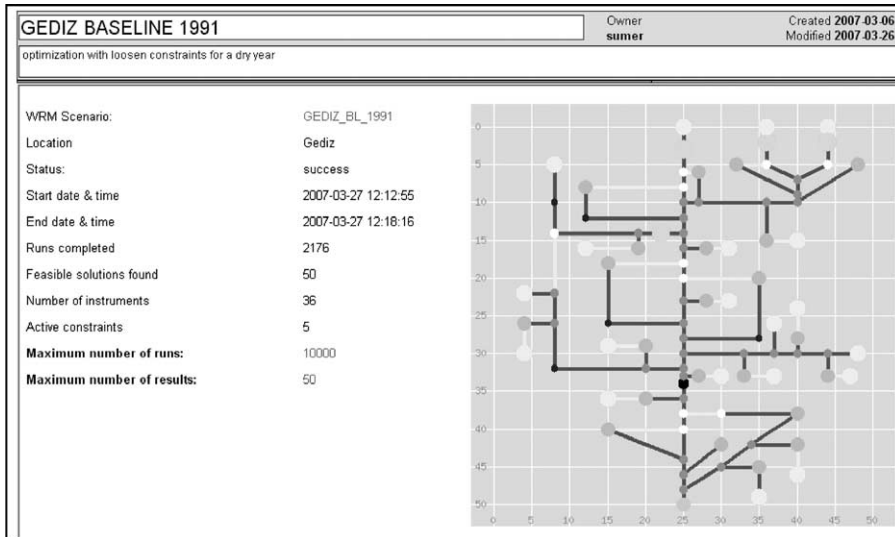 GEDIZ BASELINE 1991
Owner
sumer
Created 2007-03-06
Modified 2007-03-26
optimization with loosen constraints for a dry year
WRM Scenario: GEDIZ_BL_1991
Location Gediz
Status: success
Start date & time 2007-03-27 12:12:55
End date & time 2007-03-27 12:18:16
Runs completed 2176
Feasible solutions found 50
Number of instruments 36
Active constraints 5
Maximum number of runs: 10000
Maximum number of results: 50
0
5
10
15
20
25
30
35
40
45
50
0 5 10 15 20 25 30 35 40 45 50